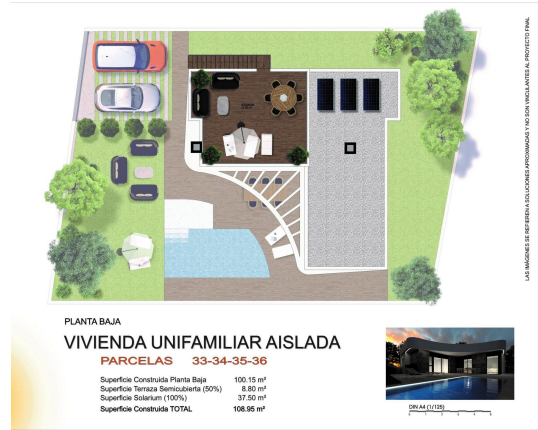 LAS IMÁGENES SE REFIEREN A SOLUCIONES APROXIMADAS Y NO SON VINCULANTES AL PROYECTO FINAL
PLANTA BAJA
VIVIENDA UNIFAMILIAR AISLADA
PARCELAS 33-34-35-36
Superficie Construida Planta Baja 100.15 m²
Superficie Terraza Semicubierta (50%) 8.80 m²
Superficie Solarium (100%) 37.50 m²
Superficie Construida TOTAL 108.95 m²
DIN A4 (1/125)